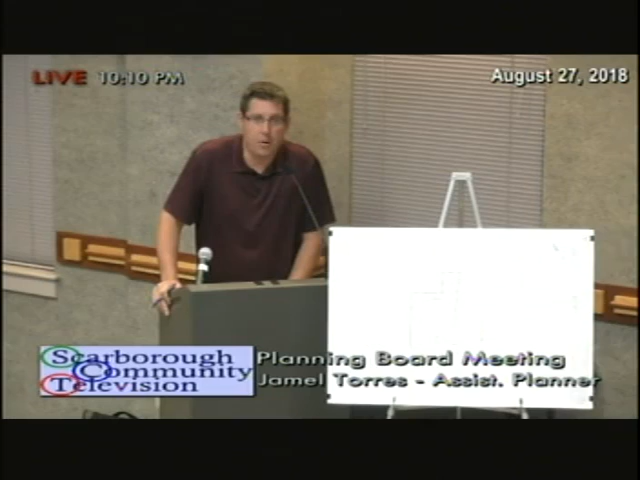 LIVE 10:10 PM
August 27, 2018
Scarborough
Community
Television
Planning Board Meeting
Jamel Torres - Assist. Planner